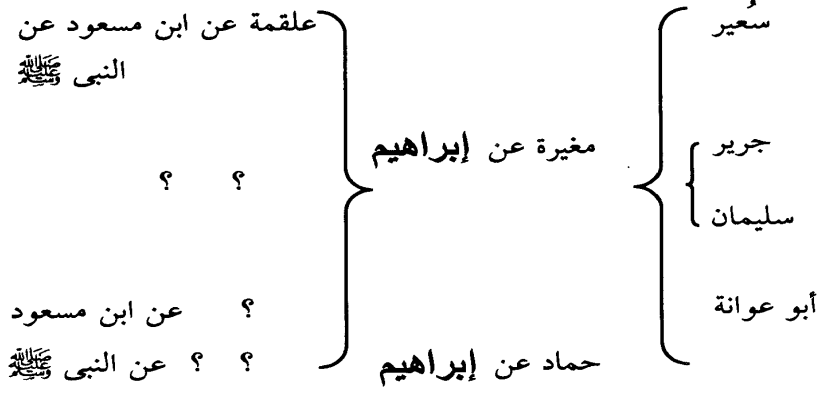 سُعير علقمة عن ابن مسعود عن
النبى ﷺ
جرير مغيرة عن إبراهيم
؟ ؟
سليمان
أبو عوانة ؟ عن ابن مسعود
حماد عن إبراهيم ؟ ؟ عن النبى ﷺ